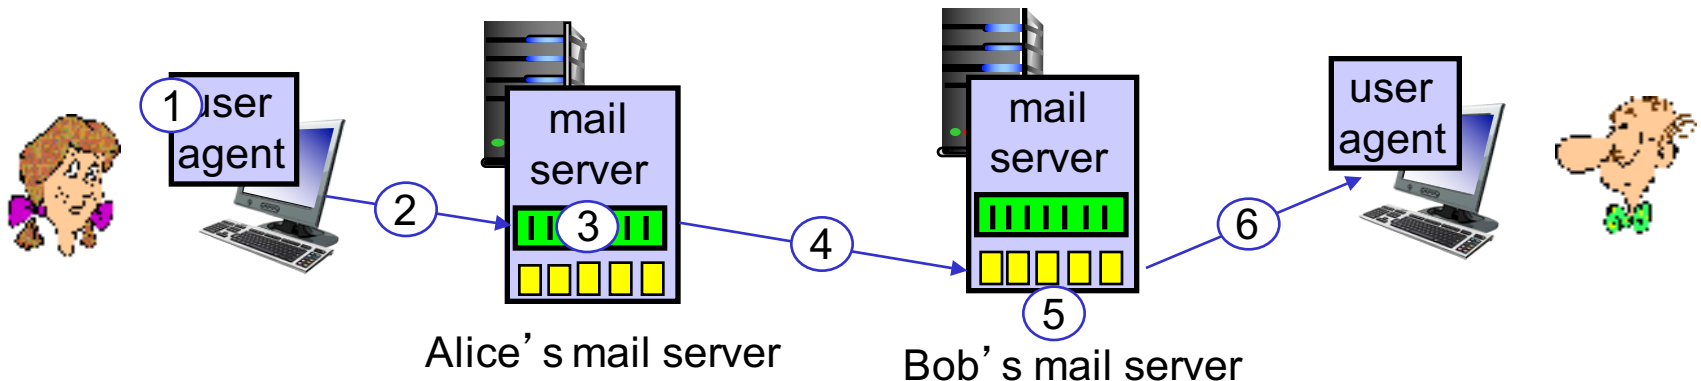 1
user
agent
2
mail
server
3
Alice’s mail server
4
mail
server
5
Bob’s mail server
6
user
agent